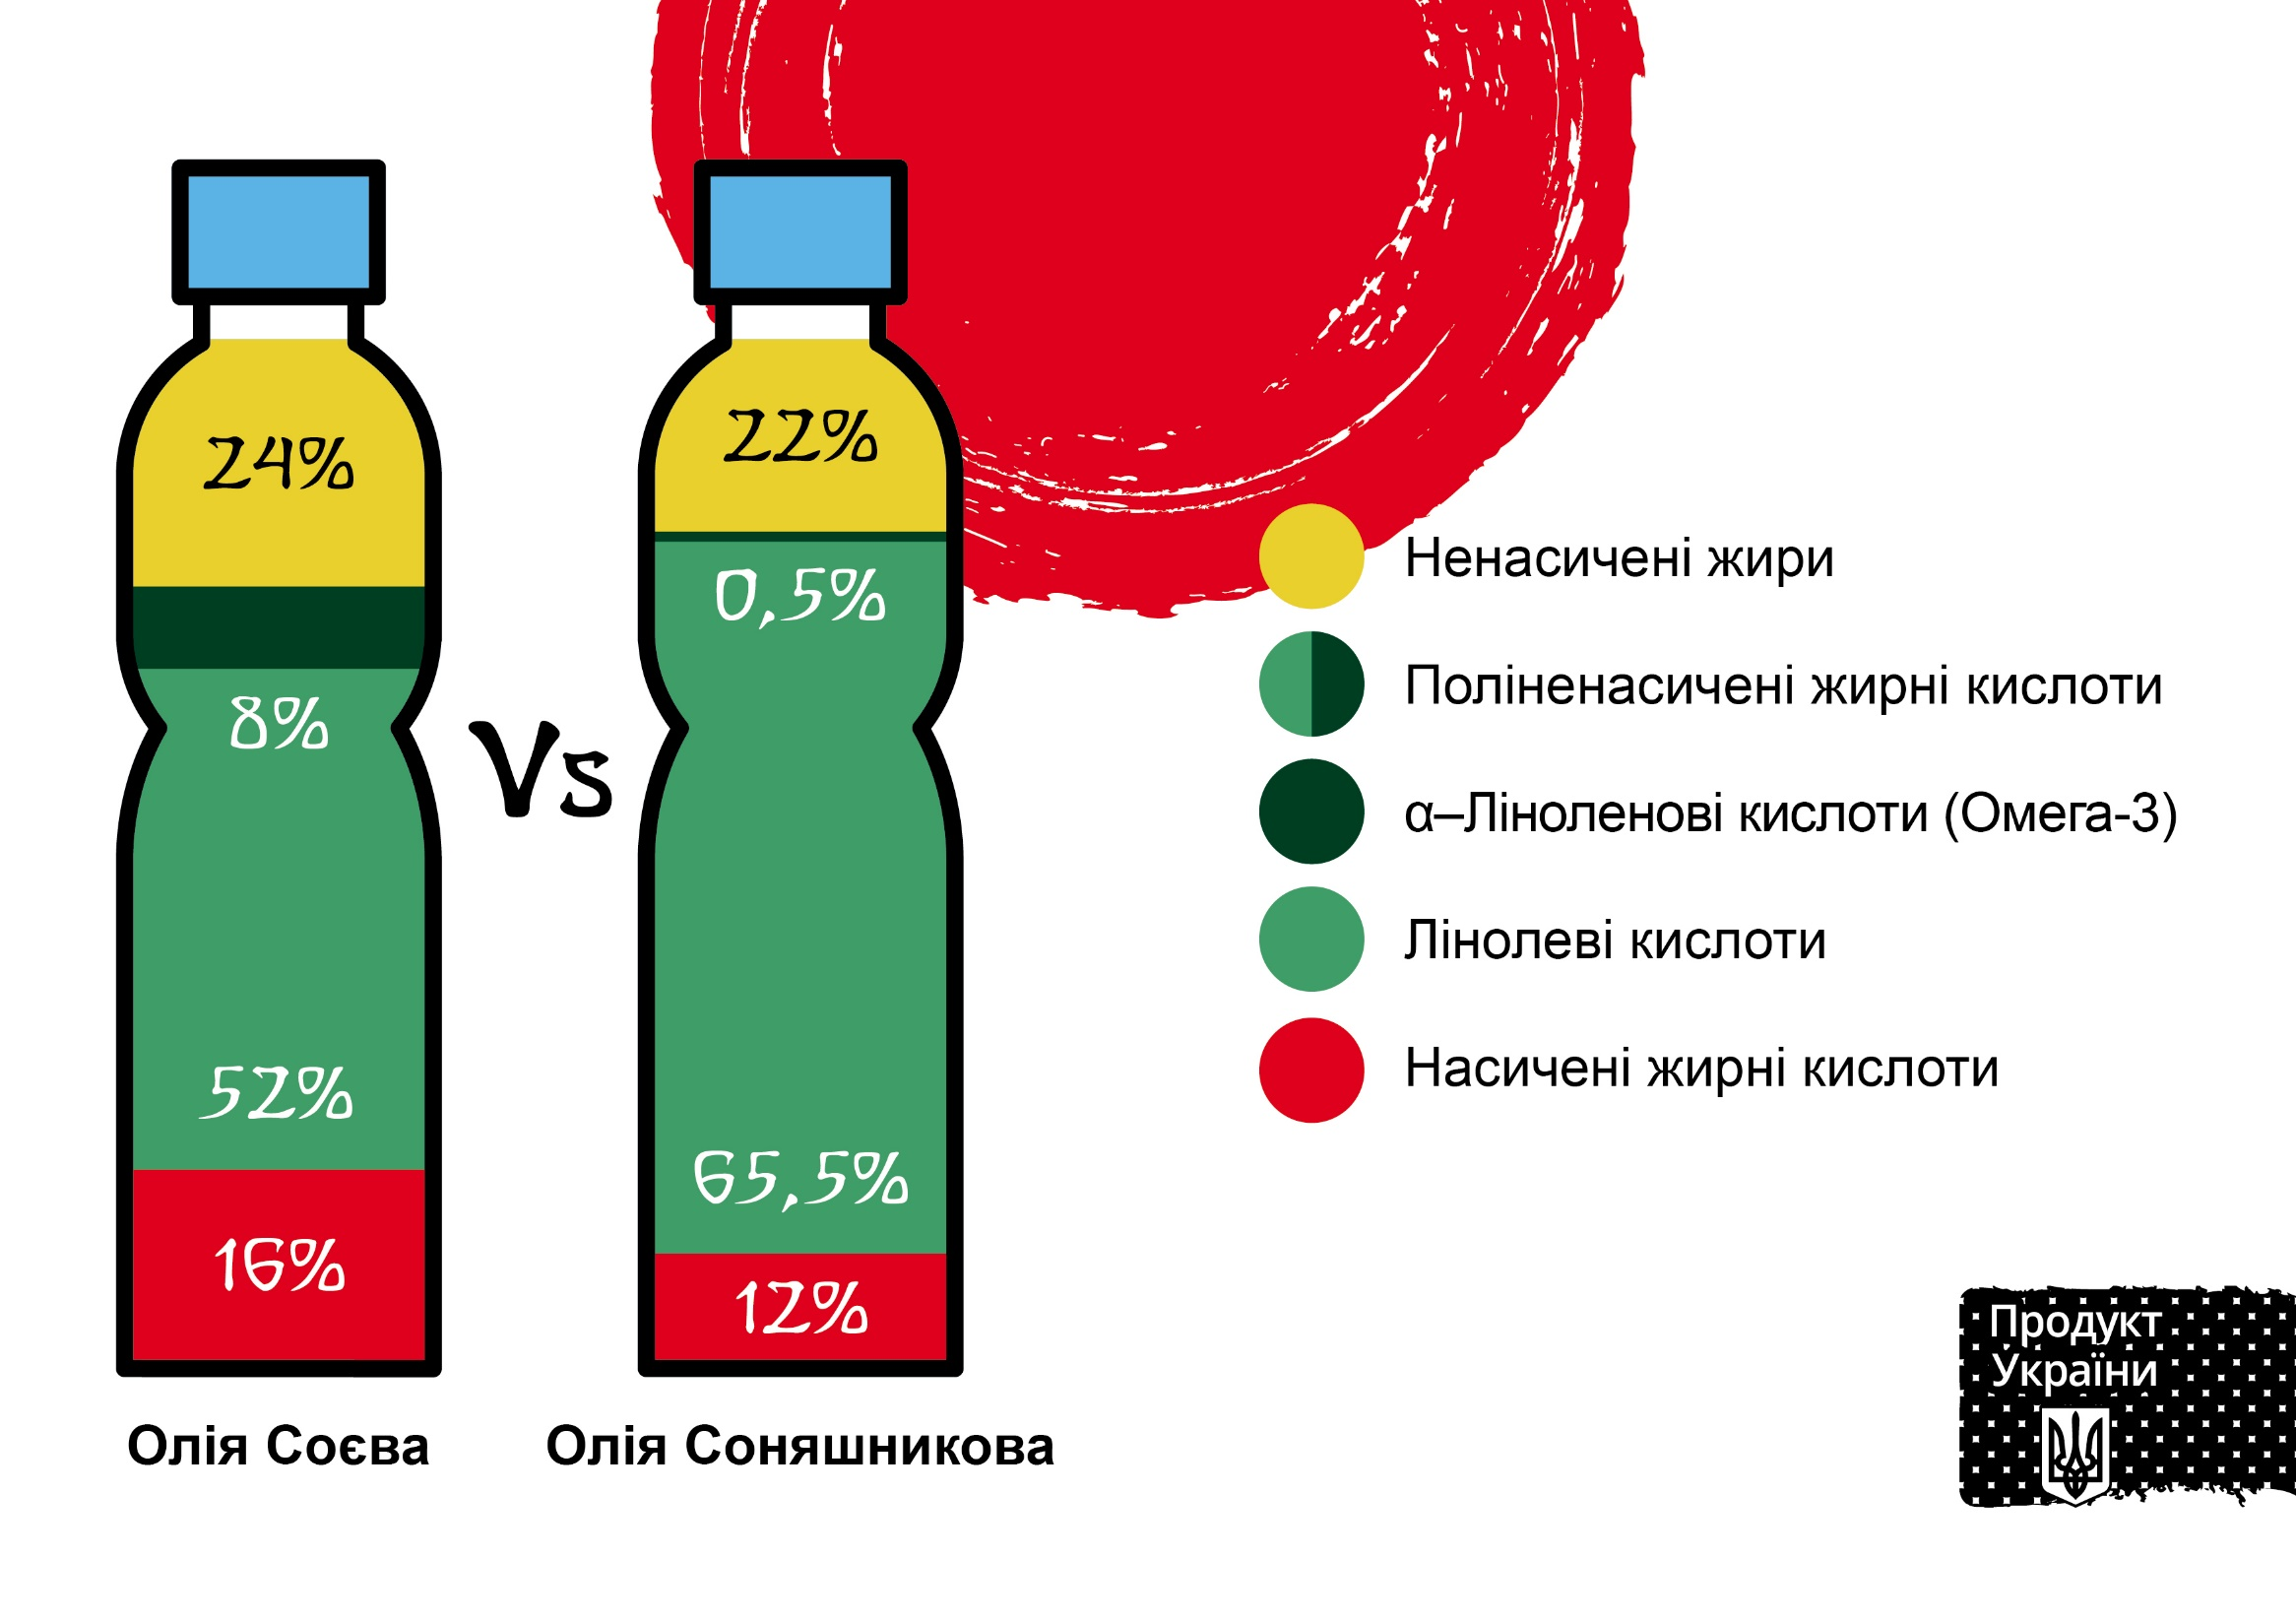 24%
8%
52%
16%
Олія Соєва
Vs
22%
0,5%
65,5%
12%
Олія Соняшникова
Ненасичені жири
Поліненасичені жирні кислоти
α–Ліноленові кислоти (Омега-3)
Лінолеві кислоти
Насичені жирні кислоти
Продукт
України